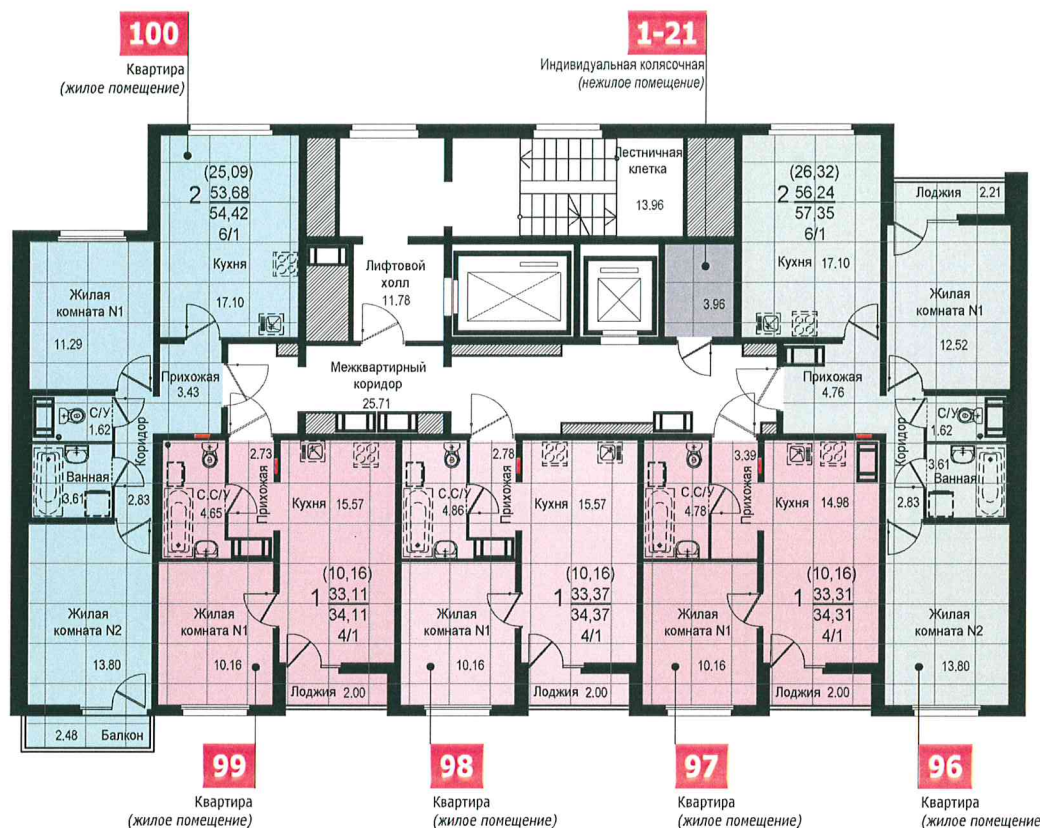 100
Квартира
(жилое помещение)
1-21
Индивидуальная колясочная
(нежилое помещение)
(25,09)
2 53,68
54,42
6/1
Кухня
17.10
Жилая
комната N1
11.29
Прихожая
3.43
С/У
1.62
Коридор
Ванная
3.61
2.83
Жилая
комната N2
13.80
2.48 Балкон
Лифтовой
холл
11.78
Лестничная
клетка
13.96
3.96
Межквартирный
коридор
25.71
(26,32)
2 56,24
57,35
6/1
Кухня 17.10
Лоджия 2.21
Жилая
комната N1
12.52
Прихожая
4.76
С/У
1.62
Коридор
3.61
Ванная
2.83
Жилая
комната N2
13.80
2.73
Прихожая
С.С/У
4.65
Кухня 15.57
(10,16)
1 33,11
34,11
4/1
Жилая
комната N1
10.16
Лоджия 2.00
2.78
Прихожая
С.С/У
4.86
Кухня 15.57
(10,16)
1 33,37
34,37
4/1
Жилая
комната N1
10.16
Лоджия 2.00
3.39
Прихожая
С.С/У
4.78
Кухня 14.96
(10,16)
1 33,31
34,31
4/1
Жилая
комната N1
10.16
Лоджия 2.00
99
Квартира
(жилое помещение)
98
Квартира
(жилое помещение)
97
Квартира
(жилое помещение)
96
Квартира
(жилое помещение)